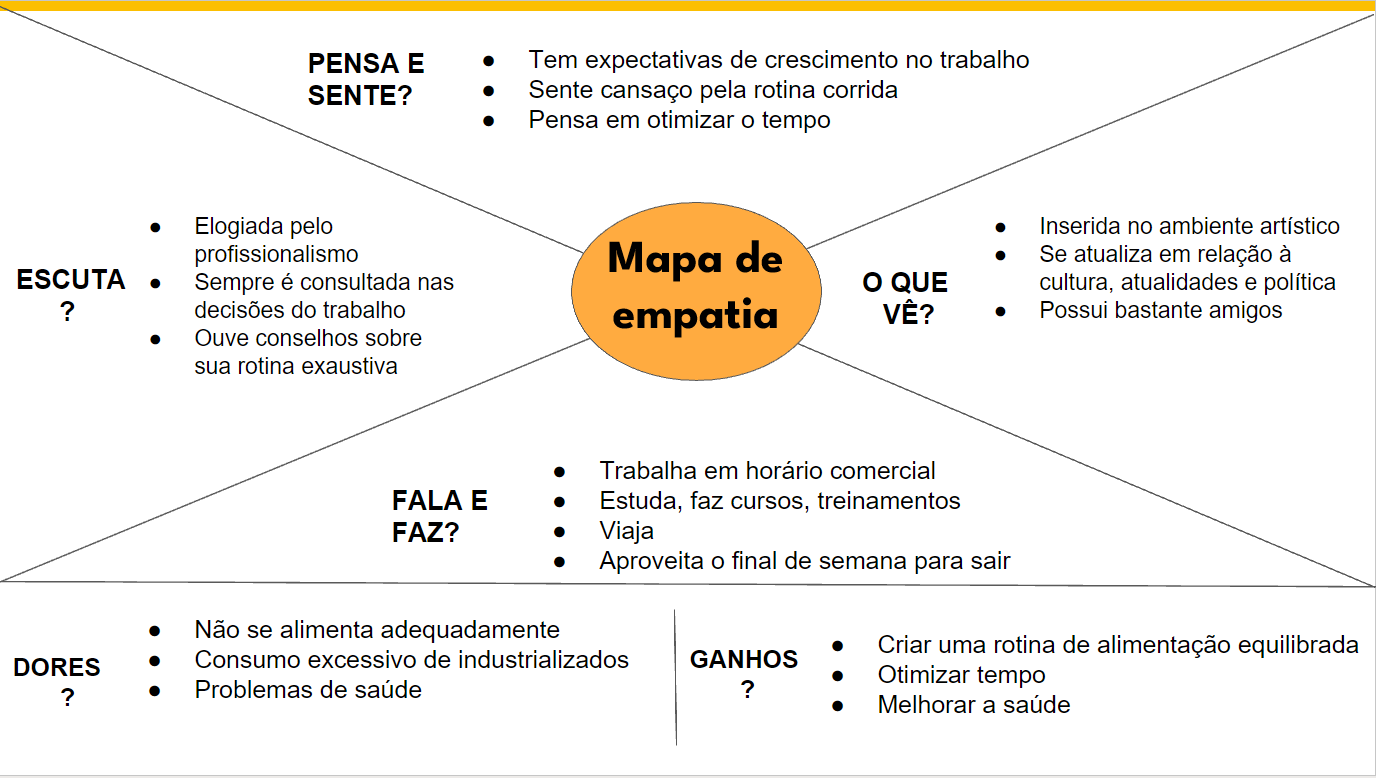 PENSA E
SENTE?
● Tem expectativas de crescimento no trabalho
● Sente cansaço pela rotina corrida
● Pensa em otimizar o tempo
ESCUTA
?
● Elogiada pelo
profissionalismo
● Sempre é consultada nas
decisões do trabalho
● Ouve conselhos sobre
sua rotina exaustiva
Mapa de
empatia
O QUE
VÊ?
● Inserida no ambiente artístico
● Se atualiza em relação à
cultura, atualidades e política
● Possui bastante amigos
FALA E
FAZ?
● Trabalha em horário comercial
● Estuda, faz cursos, treinamentos
● Viaja
● Aproveita o final de semana para sair
DORES
?
● Não se alimenta adequadamente
● Consumo excessivo de industrializados
● Problemas de saúde
GANHOS
?
● Criar uma rotina de alimentação equilibrada
● Otimizar tempo
● Melhorar a saúde